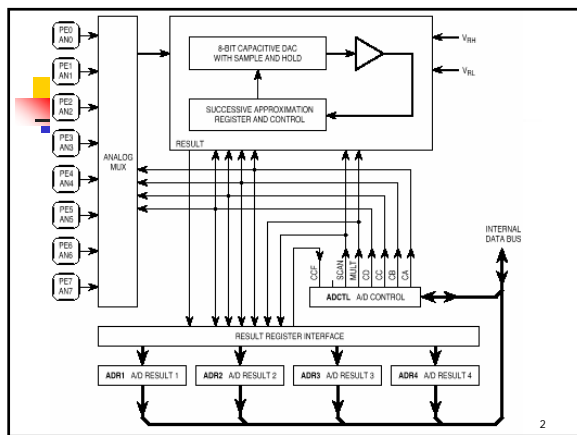 PE0
AN0
PE1
AN1
PE2
AN2
PE3
AN3
PE4
AN4
PE5
AN5
PE6
AN6
PE7
AN7
ANALOG
MUX
8-BIT CAPACITIVE DAC
WITH SAMPLE AND HOLD
SUCCESSIVE APPROXIMATION
REGISTER AND CONTROL
RESULT
VRH
VRL
INTERNAL
DATA BUS
CCF
SCAN
MULT
CD
CC
CB
CA
ADCTL A/D CONTROL
RESULT REGISTER INTERFACE
ADR1 A/D RESULT 1
ADR2 A/D RESULT 2
ADR3 A/D RESULT 3
ADR4 A/D RESULT 4
2